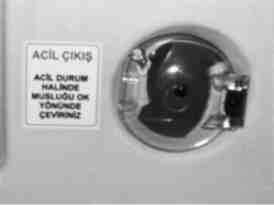 ACİL ÇIKIŞ
ACİL DURUM
HALİNDE
MUSLUĞU OK
YÖNÜNDE
ÇEVİRİNİZ